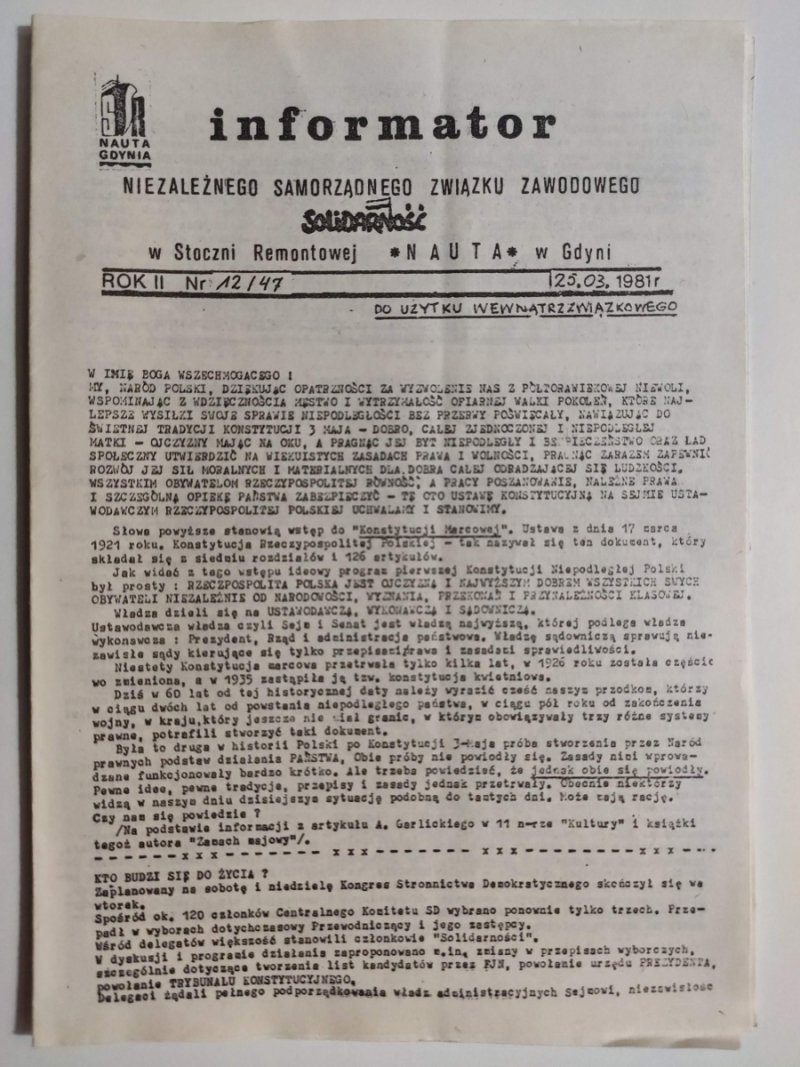 SR
NAUTA
GDYNIA
informator
NIEZALEŻNEGO SAMORZĄDNEGO ZWIĄZKU ZAWODOWEGO
SOLIDARNOŚĆ
w Stoczni Remontowej *NAUTA* w Gdyni
ROK II Nr 12/47 25.03.1981r
DO UŻYTKU WEWNĄTRZZWIĄZKOWEGO
W IMIĘ BOGA WSZECHMOGACEGO !
MY, NARÓD POLSKI, DZIĘKUJĄC OPATRZNOŚCI ZA WYZWOLENIE NAS Z PÓŁTORAWIEKOWEJ NIEWOLI,
WSPOMINAJĄC Z WDZIĘCZNOŚCIA MĘSTWO I WYTRZYMAŁOŚĆ OFIARNEJ WALKI POKOLEŃ, KTÓRE NAJ-
LEPSZE WYSIŁKI SWOJE SPRAWIE NIEPODLEGŁOŚCI BEZ PRZERWY POŚWIĘCAŁY, NAWIĄZUJĄC DO
ŚWIETNEJ TRADYCJI KONSTYTUCJI 3 MAJA - DOBRO, CAŁEJ ZJEDNOCZONEJ I NIEPODLEGŁEJ
MATKI - OJCZYZNY MAJĄC NA OKU, A PRAGNĄC JEJ BYT NIEPODLEGŁY I BEZPIECZEŃSTWO ORAZ ŁAD
SPOŁECZNY UTWIERDZIĆ NA WIEKUISTYCH ZASADACH PRAWA I WOLNOŚCI, PRAGNĄC ZARAZEM ZAPEWNIĆ
ROZWÓJ JEJ SIŁ MORALNYCH I MATERIALNYCH DLA DOBRA CAŁEJ ODRADZAJĄCEJ SIĘ LUDZKOŚCI,
WSZYSTKIM OBYWATELOM RZECZYPOSPOLITEJ RÓWNOŚĆ, A PRACY POSZANOWANIE, NALEŻNE PRAWA
I SZCZEGÓLNĄ OPIEKĘ PAŃSTWA ZABEZPIECZYĆ - TĘ OTO USTAWĘ KONSTYTUCYJNĄ NA SEJMIE USTA-
WODAWCZYM RZECZYPOSPOLITEJ POLSKIEJ UCHWALAMY I STANOWIMY.
Słowa powyższe stanowią wstęp do "Konstytucji Marcowej". Ustawa z dnia 17 marca
1921 roku. Konstytucja Rzeczypospolitej Polskiej - tak nazywał się ten dokument, który
składał się z siedmiu rozdziałów i 126 artykułów.
Jak widać z tego wstępu ideowy program pierwszej Konstytucji Niepodległej Polski
był prosty : RZECZPOSPOLITA POLSKA JEST OJCZYZNĄ I NAJWYŻSZYM DOBREM WSZYSTKICH SWYCH
OBYWATELI NIEZALEŻNIE OD NARODOWOŚCI, WYZNANIA, PRZEKONAŃ I PRZYNALEŻNOŚCI KLASOWEJ.
Władza dzieli się na USTAWODAWCZĄ, WYKONAWCZĄ I SĄDOWNICZĄ.
Ustawodawcza władza czyli Sejm i Senat jest władzą najwyższą, której podlega władza
wykonawcza : Prezydent, Rząd i administracja państwowa. Władzę sądowniczą sprawują nie-
zawisłe sądy kierujące się tylko przepisami prawa i zasadami sprawiedliwości.
Niestety Konstytucja marcowa przetrwała tylko kilka lat, w 1926 roku została częścio
wo zmieniona, a w 1935 zastąpiła ją tzw. konstytucja kwietniowa.
Dziś w 60 lat od tej historycznej daty należy wyrazić cześć naszym przodkom, którzy
w ciągu dwóch lat od powstania niepodległego państwa, w ciągu pół roku od zakończenia
wojny, w kraju, który jeszcze nie miał granic, w którym obowiązywały trzy różne systemy
prawne, potrafili stworzyć taki dokument.
Była to druga w historii Polski po Konstytucji 3-Maja próba stworzenia przez Naród
prawnych podstaw działania PAŃSTWA, Obie próby nie powiodły się. Zasady nimi wprowa-
dzane funkcjonowały bardzo krótko. Ale trzeba powiedzieć, że jednak obie się powiodły.
Pewne idee, pewne tradycje, przepisy i zasady jednak przetrwały. Obecnie niektórzy
widzą w naszym dniu dzisiejszym sytuację podobną do tamtych dni. Może mają rację.
Czy nam się powiedzie ?
/Na podstawie informacji z artykułu A. Garlickiego w 11 n-rze "Kultury" i książki
tegoż autora "Zamach majowy"/.
- - - - - - - x x x - - - - - - - - - - x x x - - - - - - - - x x x - - - - - - - - - - x x x - - - -
KTO BUDZI SIĘ DO ŻYCIA ?
Zaplanowany na sobotę i niedzielę Kongres Stronnictwa Demokratycznego skończył się we
wtorek.
Spośród ok. 120 członków Centralnego Komitetu SD wybrano ponownie tylko trzech. Prze-
padł w wyborach dotychczasowy Przewodniczący i jego zastępcy.
Wśród delegatów większość stanowili członkowie "Solidarności".
W dyskusji i programie działania zaproponowano m.in. zmiany w przepisach wyborczych,
szczególnie dotyczące tworzenia list kandydatów przez FJN, powołanie urzędu PREZYDENTA,
powołanie TRYBUNAŁU KONSTYTUCYJNEGO.
Delegaci żądali pełnego podporządkowania władz administracyjnych Sejmowi, niezawisłość